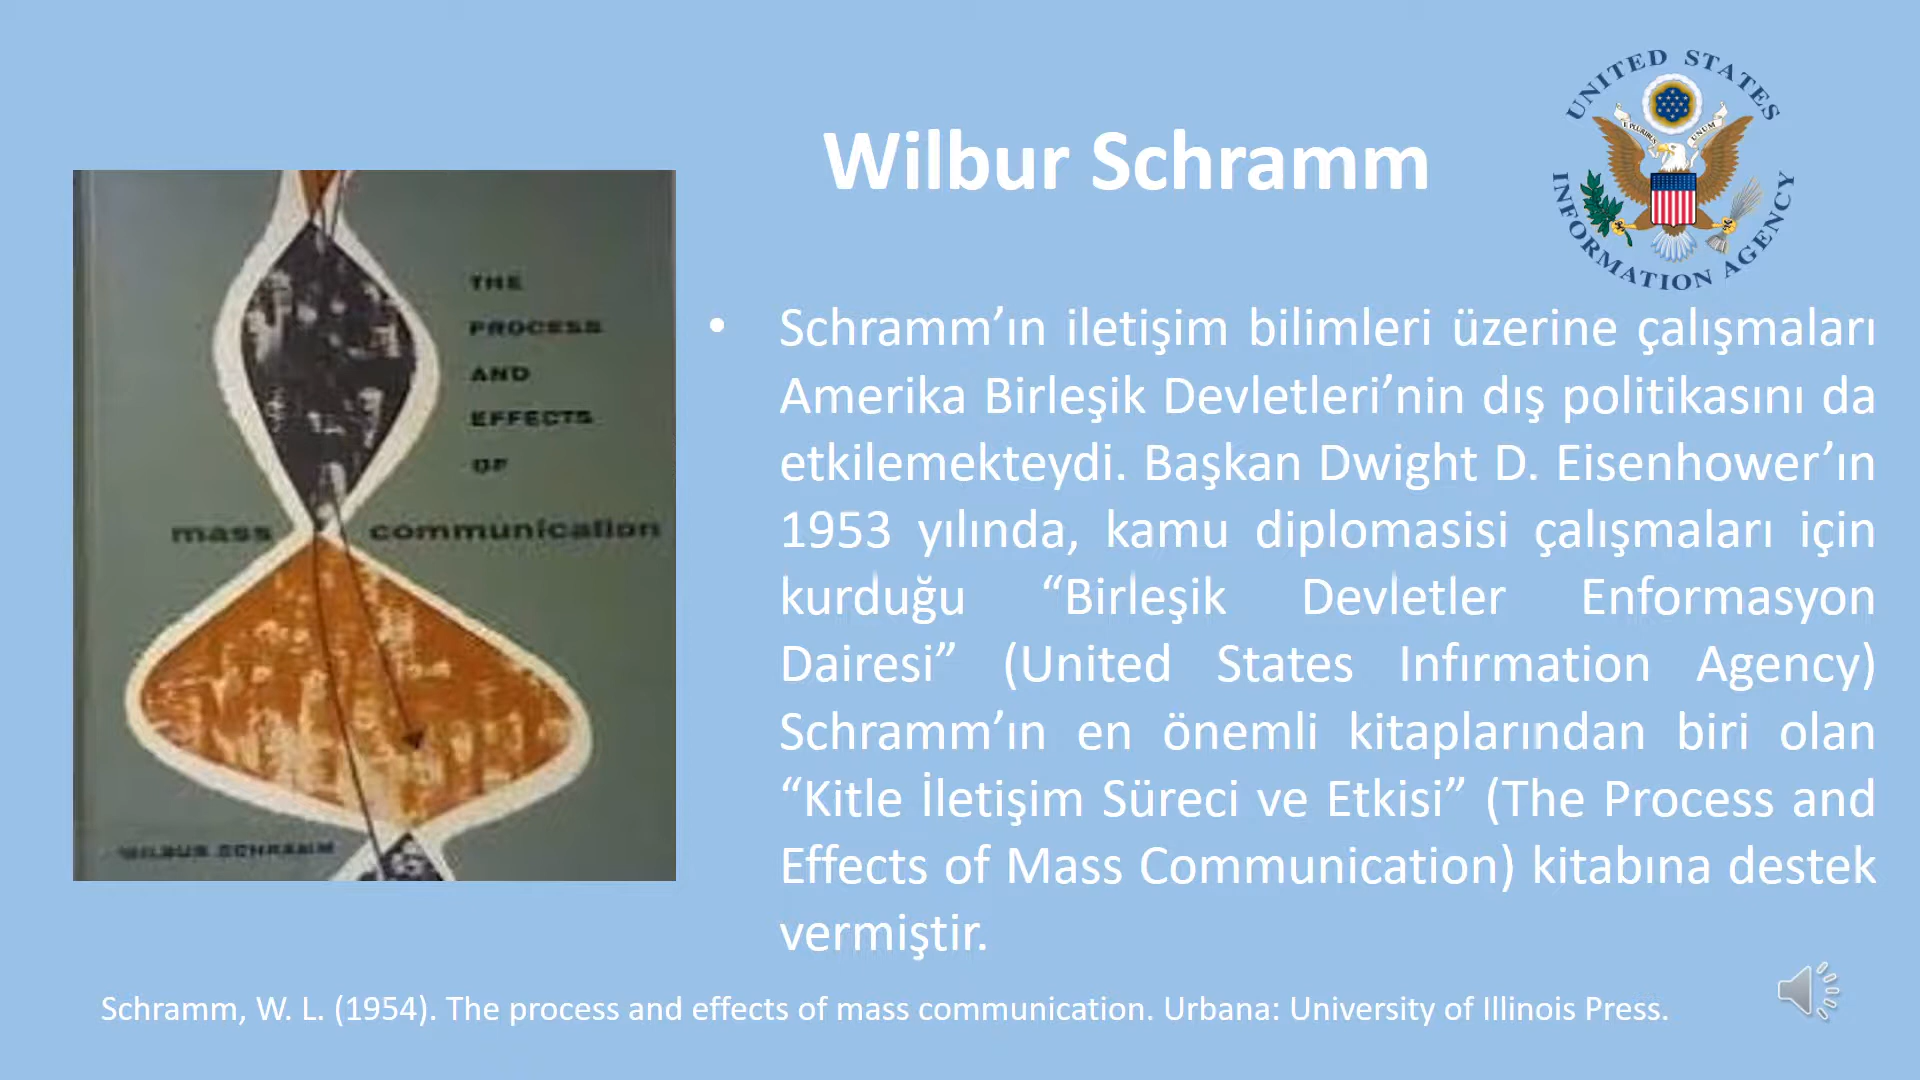 Wilbur Schramm
UNITED STATES
INFORMATION AGENCY
E PLURIBUS UNUM
THE
PROCESS
AND
EFFECTS
OF
mass communication
WILBUR SCHRAMM
• Schramm’ın iletişim bilimleri üzerine çalışmaları
Amerika Birleşik Devletleri’nin dış politikasını da
etkilemekteydi. Başkan Dwight D. Eisenhower’ın
1953 yılında, kamu diplomasisi çalışmaları için
kurduğu “Birleşik Devletler Enformasyon
Dairesi” (United States Infırmation Agency)
Schramm’ın en önemli kitaplarından biri olan
“Kitle İletişim Süreci ve Etkisi” (The Process and
Effects of Mass Communication) kitabına destek
vermiştir.
Schramm, W. L. (1954). The process and effects of mass communication. Urbana: University of Illinois Press.